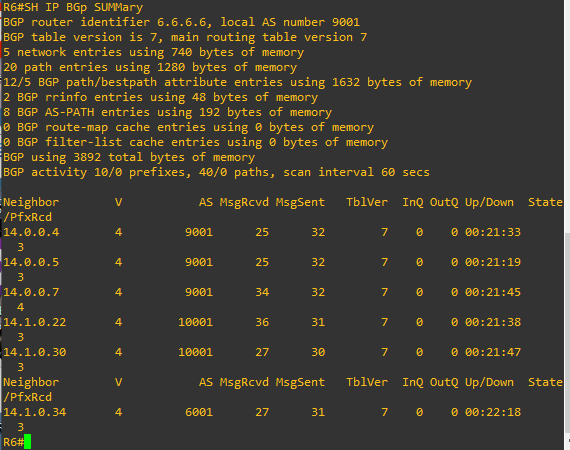 R6#SH IP BGp SUMMary
BGP router identifier 6.6.6.6, local AS number 9001
BGP table version is 7, main routing table version 7
5 network entries using 740 bytes of memory
20 path entries using 1280 bytes of memory
12/5 BGP path/bestpath attribute entries using 1632 bytes of memory
2 BGP rrinfo entries using 48 bytes of memory
8 BGP AS-PATH entries using 192 bytes of memory
0 BGP route-map cache entries using 0 bytes of memory
0 BGP filter-list cache entries using 0 bytes of memory
BGP using 3892 total bytes of memory
BGP activity 10/0 prefixes, 40/0 paths, scan interval 60 secs
Neighbor        V           AS MsgRcvd MsgSent   TblVer  InQ OutQ Up/Down  State
/PfxRcd
14.0.0.4        4         9001      25      32        7    0    0 00:21:33
  3
14.0.0.5        4         9001      25      32        7    0    0 00:21:19
  3
14.0.0.7        4         9001      34      32        7    0    0 00:21:45
  4
14.1.0.22       4        10001      36      31        7    0    0 00:21:38
  3
14.1.0.30       4        10001      27      30        7    0    0 00:21:47
  3
Neighbor        V           AS MsgRcvd MsgSent   TblVer  InQ OutQ Up/Down  State
/PfxRcd
14.1.0.34       4         6001      27      31        7    0    0 00:22:18
  3
R6#